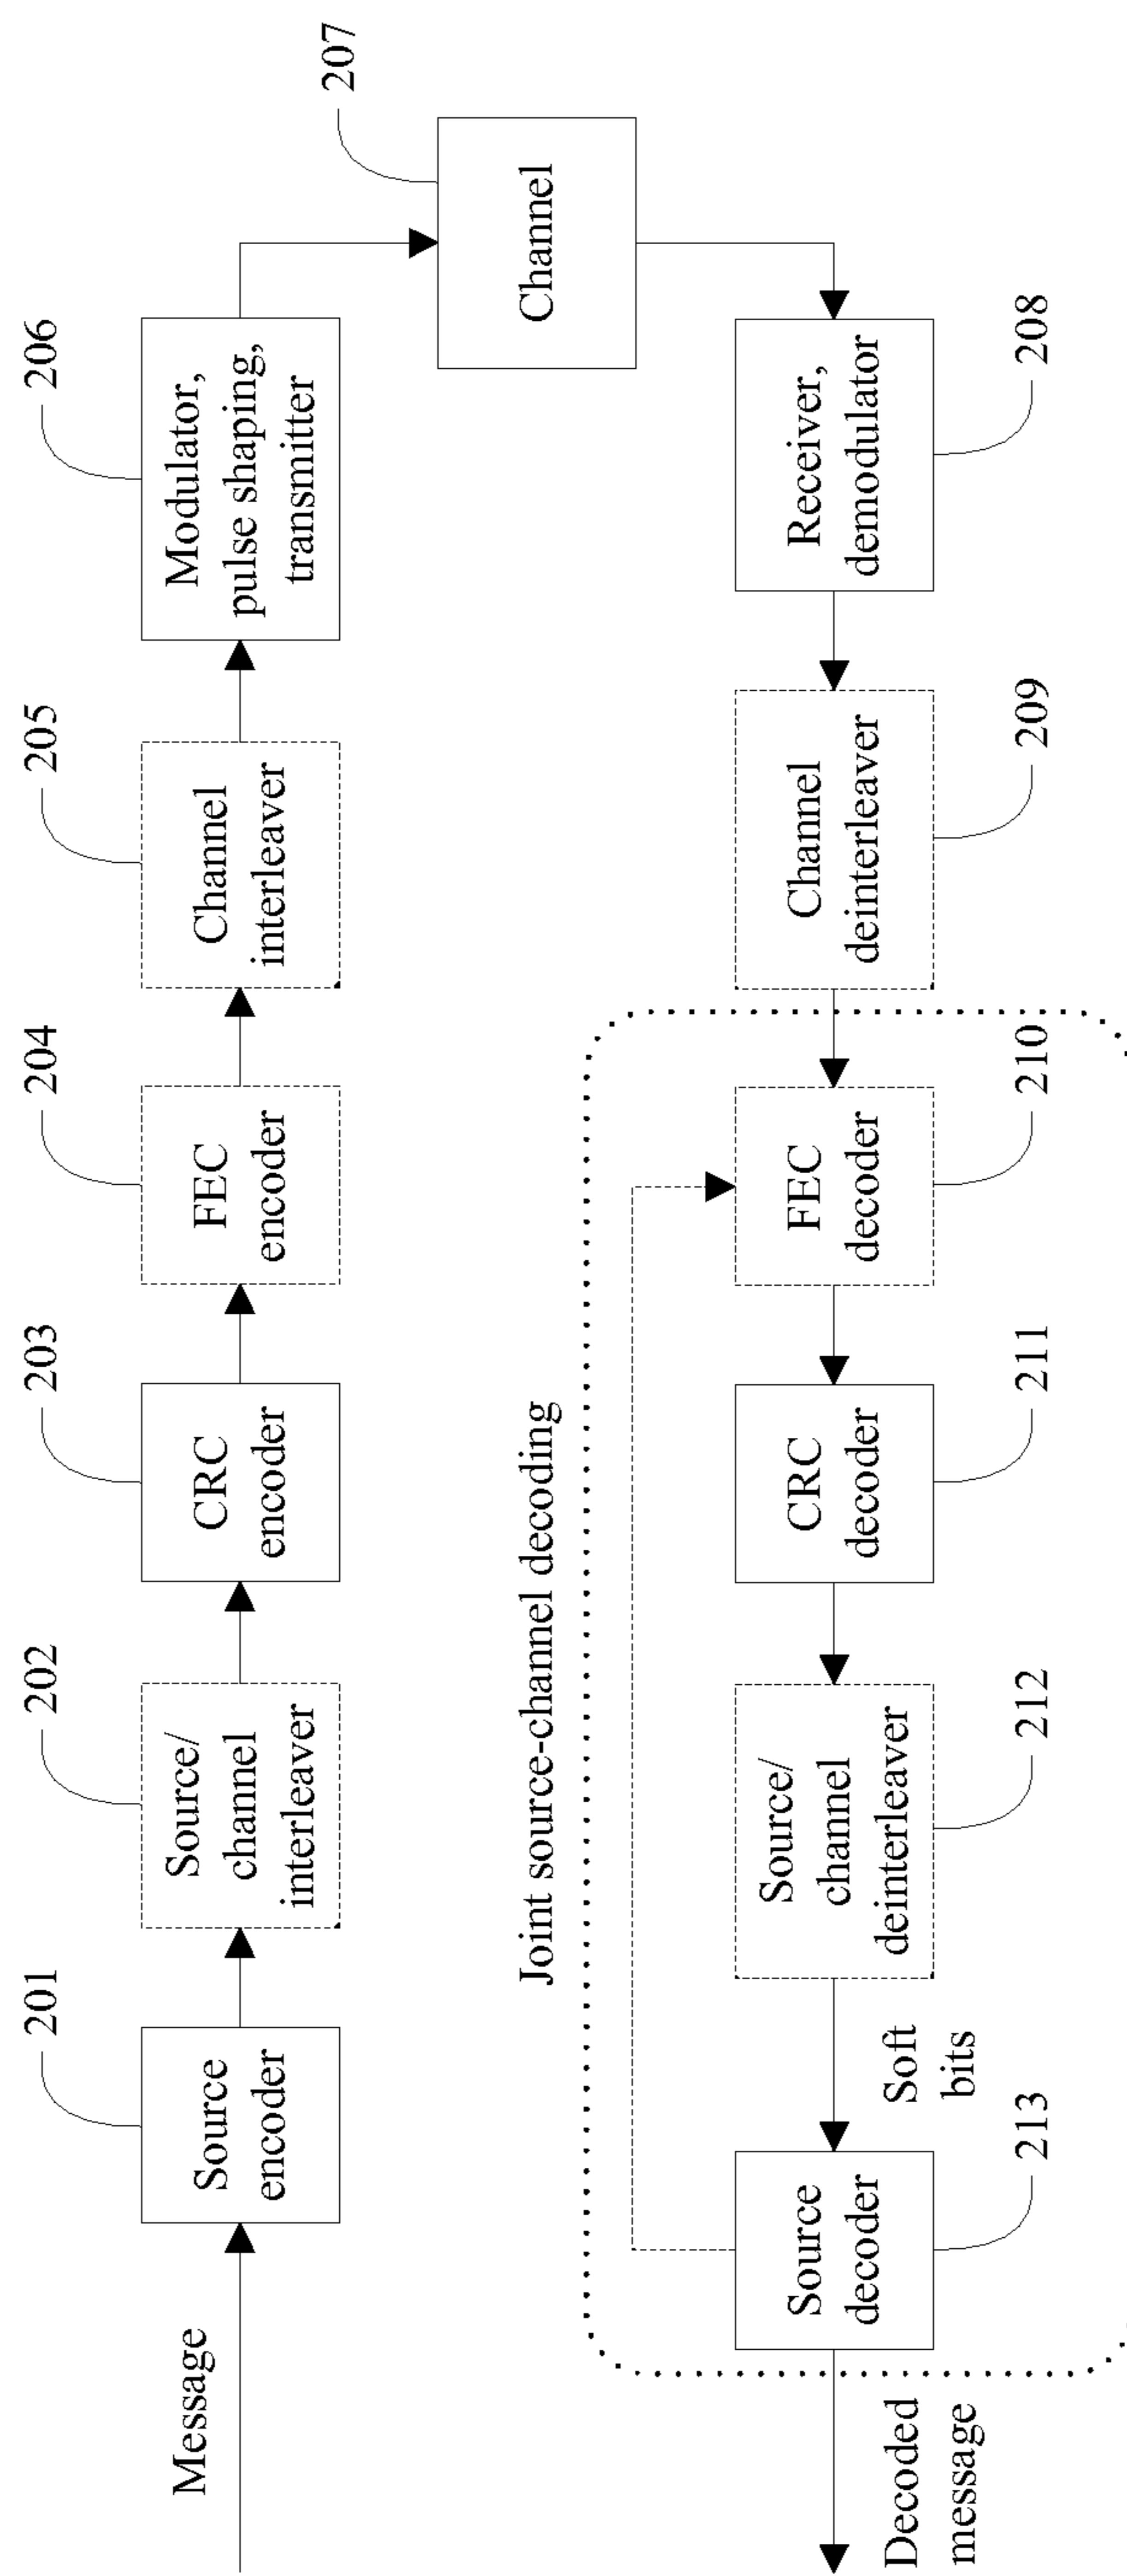 Message
201
Source
encoder
202
Source/
channel
interleaver
203
CRC
encoder
204
FEC
encoder
205
Channel
interleaver
206
Modulator,
pulse shaping,
transmitter
207
Channel
Joint source-channel decoding
Decoded
message
Source
decoder
213
Soft
bits
Source/
channel
deinterleaver
212
CRC
decoder
211
FEC
decoder
210
Channel
deinterleaver
209
Receiver,
demodulator
208